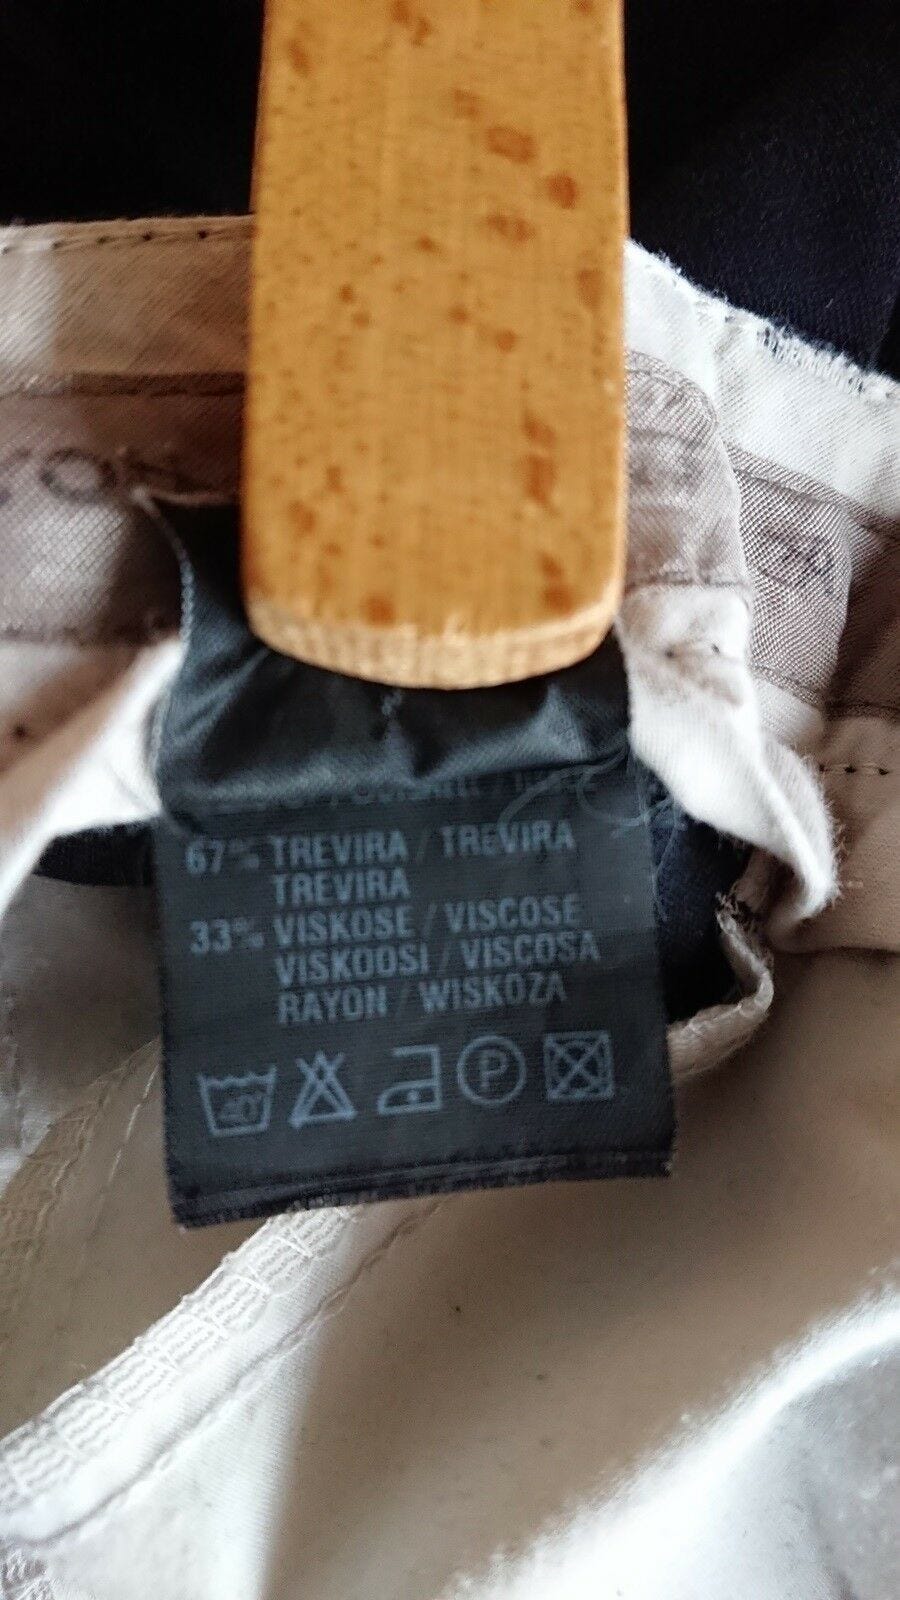 67% TREVIRA / TREVIRA
TREVIRA
33% VISKOSE / VISCOSE
VISKOOSI / VISCOSA
RAYON / WISKOZA
40
P